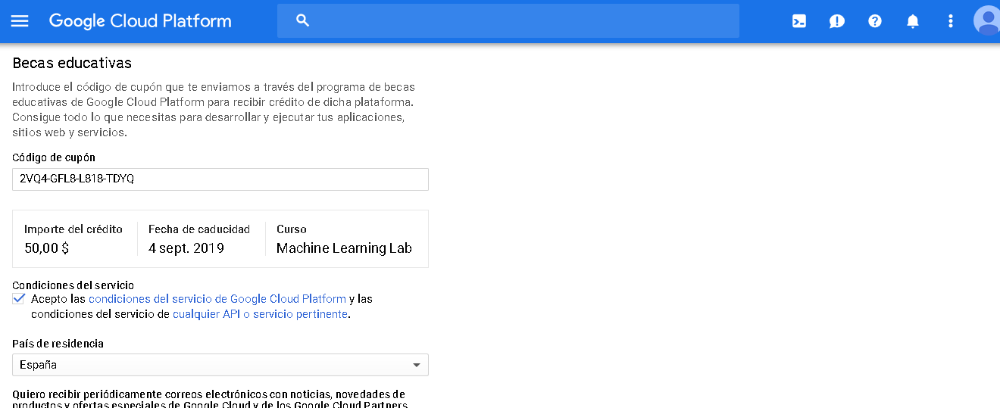 Google Cloud Platform
Becas educativas
Introduce el código de cupón que te enviamos a través del programa de becas
educativas de Google Cloud Platform para recibir crédito de dicha plataforma.
Consigue todo lo que necesitas para desarrollar y ejecutar tus aplicaciones,
sitios web y servicios.
Código de cupón
2VQ4-GFL8-L818-TDYQ
Importe del crédito Fecha de caducidad Curso
50,00 $ 4 sept. 2019 Machine Learning Lab
Condiciones del servicio
Acepto las condiciones del servicio de Google Cloud Platform y las
condiciones del servicio de cualquier API o servicio pertinente.
País de residencia
España
Quiero recibir periódicamente correos electrónicos con noticias, novedades de
productos y ofertas especiales de Google Cloud y de los Google Cloud Partners